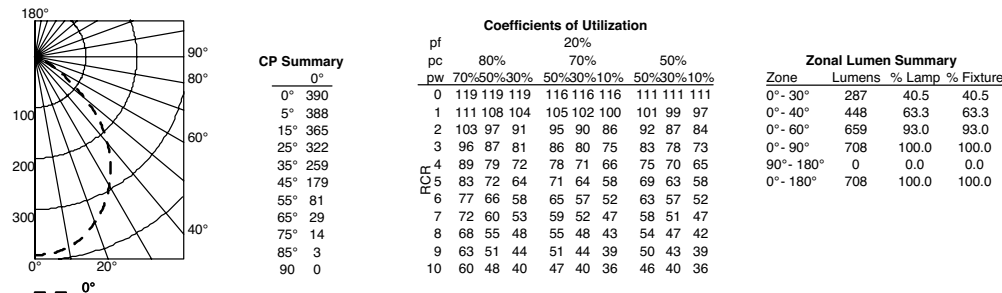 180°
90°
80°
60°
40°
100
200
300
0° 20°
0°
CP Summary
0°
0° 390
5° 388
15° 365
25° 322
35° 259
45° 179
55° 81
65° 29
75° 14
85° 3
90 0
Coefficients of Utilization
pf 20%
pc 80% 70% 50%
pw 70%50%30% 50%30%10% 50%30%10%
RCR
0 119 119 119 116 116 116 111 111 111
1 111 108 104 105 102 100 101 99 97
2 103 97 91 95 90 86 92 87 84
3 96 87 81 86 80 75 83 78 73
4 89 79 72 78 71 66 75 70 65
5 83 72 64 71 64 58 69 63 58
6 77 66 58 65 57 52 63 57 52
7 72 60 53 59 52 47 58 51 47
8 68 55 48 55 48 43 54 47 42
9 63 51 44 51 44 39 50 43 39
10 60 48 40 47 40 36 46 40 36
Zonal Lumen Summary
Zone Lumens % Lamp % Fixture
0°- 30° 287 40.5 40.5
0°- 40° 448 63.3 63.3
0°- 60° 659 93.0 93.0
0°- 90° 708 100.0 100.0
90°- 180° 0 0.0 0.0
0°- 180° 708 100.0 100.0